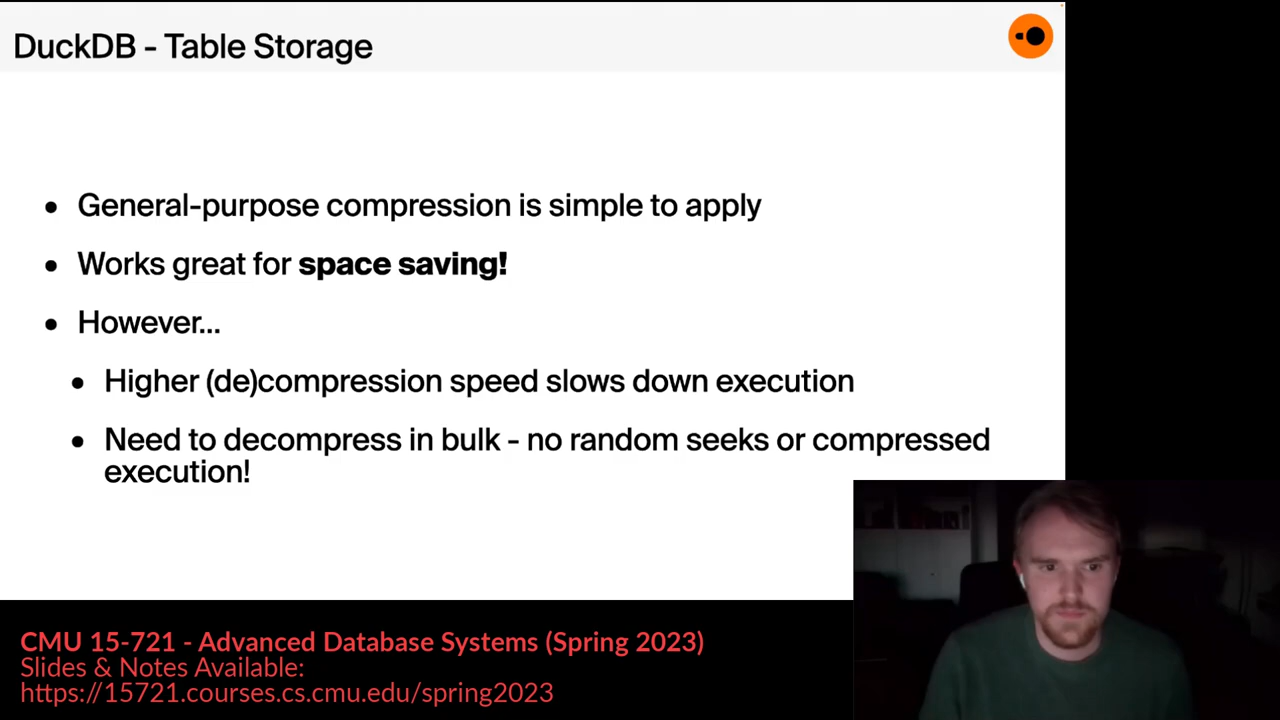 DuckDB - Table Storage
• General-purpose compression is simple to apply
• Works great for space saving!
• However...
• Higher (de)compression speed slows down execution
• Need to decompress in bulk - no random seeks or compressed
execution!
CMU 15-721 - Advanced Database Systems (Spring 2023)
Slides & Notes Available:
https://15721.courses.cs.cmu.edu/spring2023